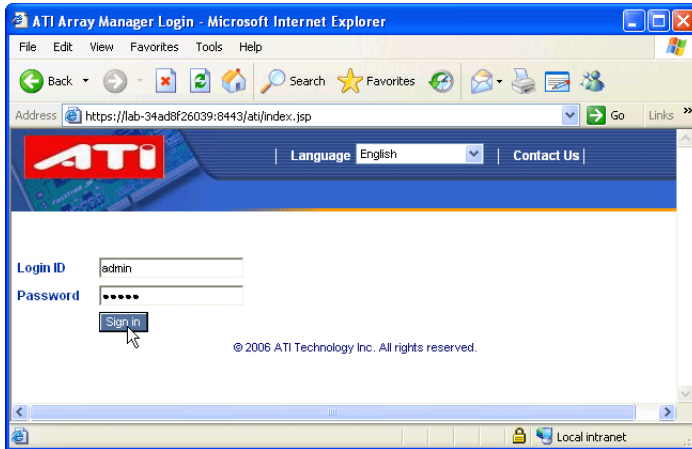 ATI Array Manager Login - Microsoft Internet Explorer
File Edit View Favorites Tools Help
Back Search Favorites
Address https://lab-34ad8f26039:8443/ati/index.jsp Go Links »
ATI | Language English | Contact Us |
Login ID admin
Password •••••
Sign in
© 2006 ATI Technology Inc. All rights reserved.
Local intranet